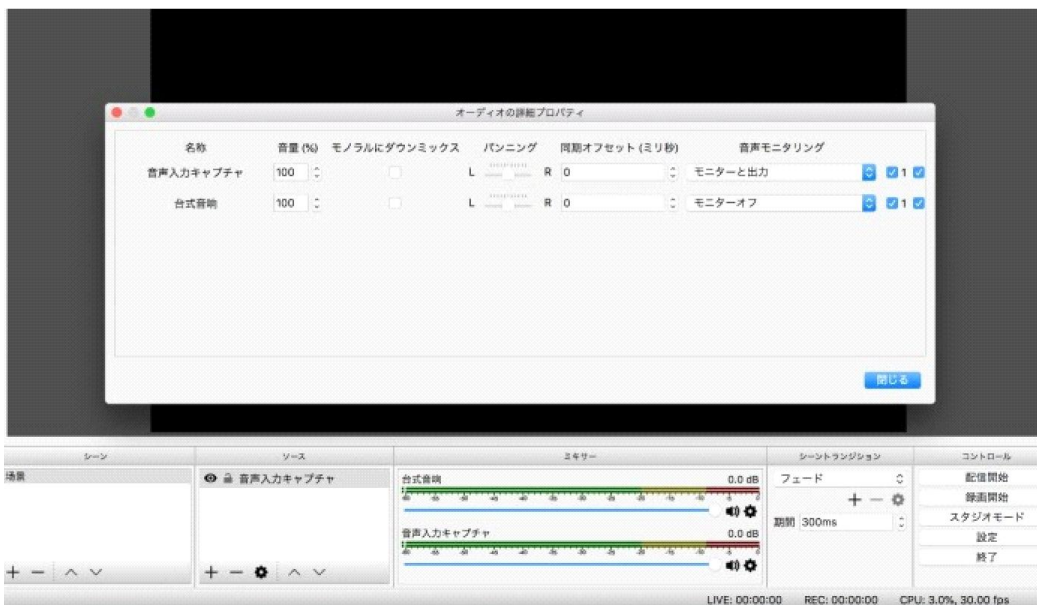 オーディオの詳細プロパティ
名称 音量 (%) モノラルにダウンミックス パンニング 同期オフセット (ミリ秒) 音声モニタリング
音声入力キャプチャ 100 L R 0 モニターと出力 1
台式音响 100 L R 0 モニターオフ 1
閉じる
シーン
场景
ソース
音声入力キャプチャ
ミキサー
台式音响 0.0 dB
音声入力キャプチャ 0.0 dB
シーントランジション
フェード
期間 300ms
コントロール
配信開始
録画開始
スタジオモード
設定
終了
LIVE: 00:00:00 REC: 00:00:00 CPU: 3.0%, 30.00 fps